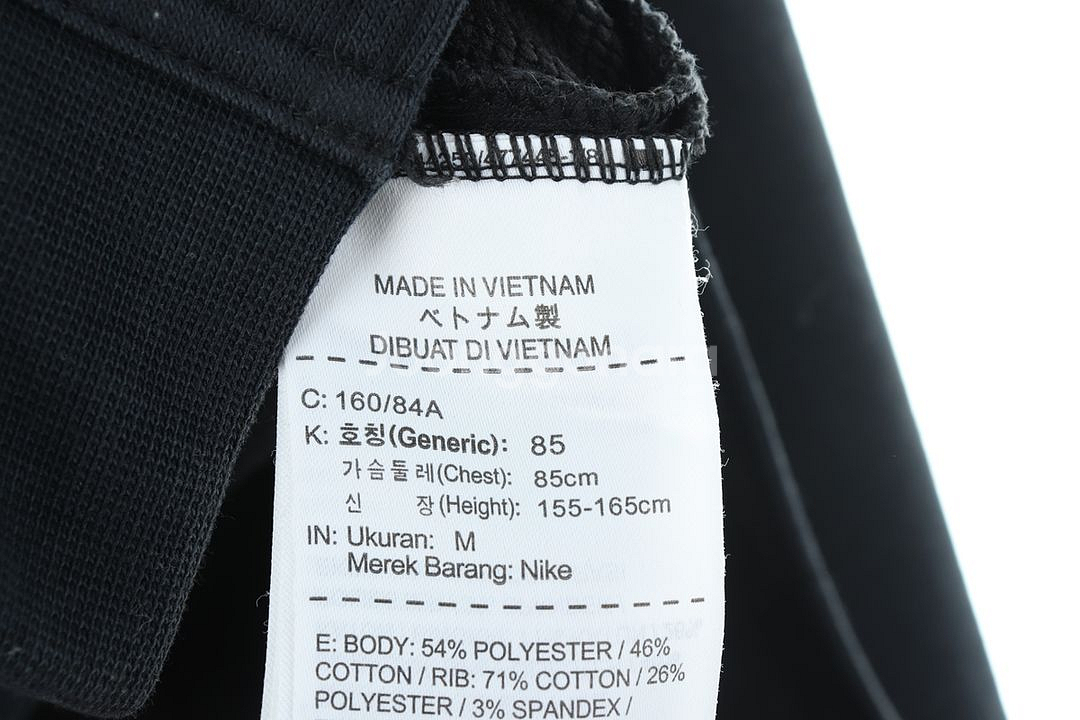 MADE IN VIETNAM
ベトナム製
DIBUAT DI VIETNAM
C: 160/84A
K: 호칭(Generic): 85
가슴둘레(Chest): 85cm
신 장(Height): 155-165cm
IN: Ukuran: M
Merek Barang: Nike
E: BODY: 54% POLYESTER / 46%
COTTON / RIB: 71% COTTON / 26%
POLYESTER / 3% SPANDEX /